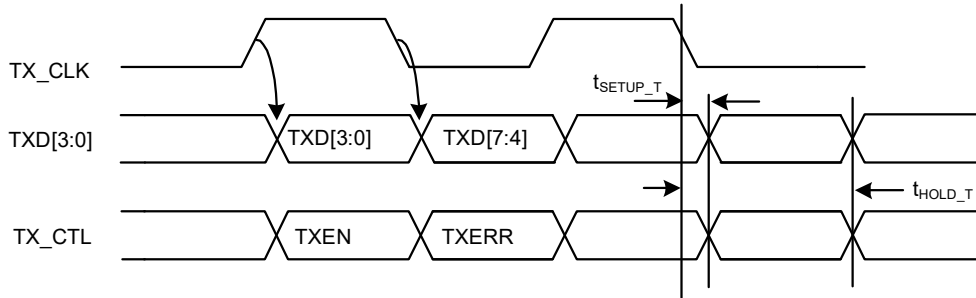 TX_CLK
t_SETUP_T
TXD[3:0]
TXD[3:0]
TXD[7:4]
t_HOLD_T
TX_CTL
TXEN
TXERR